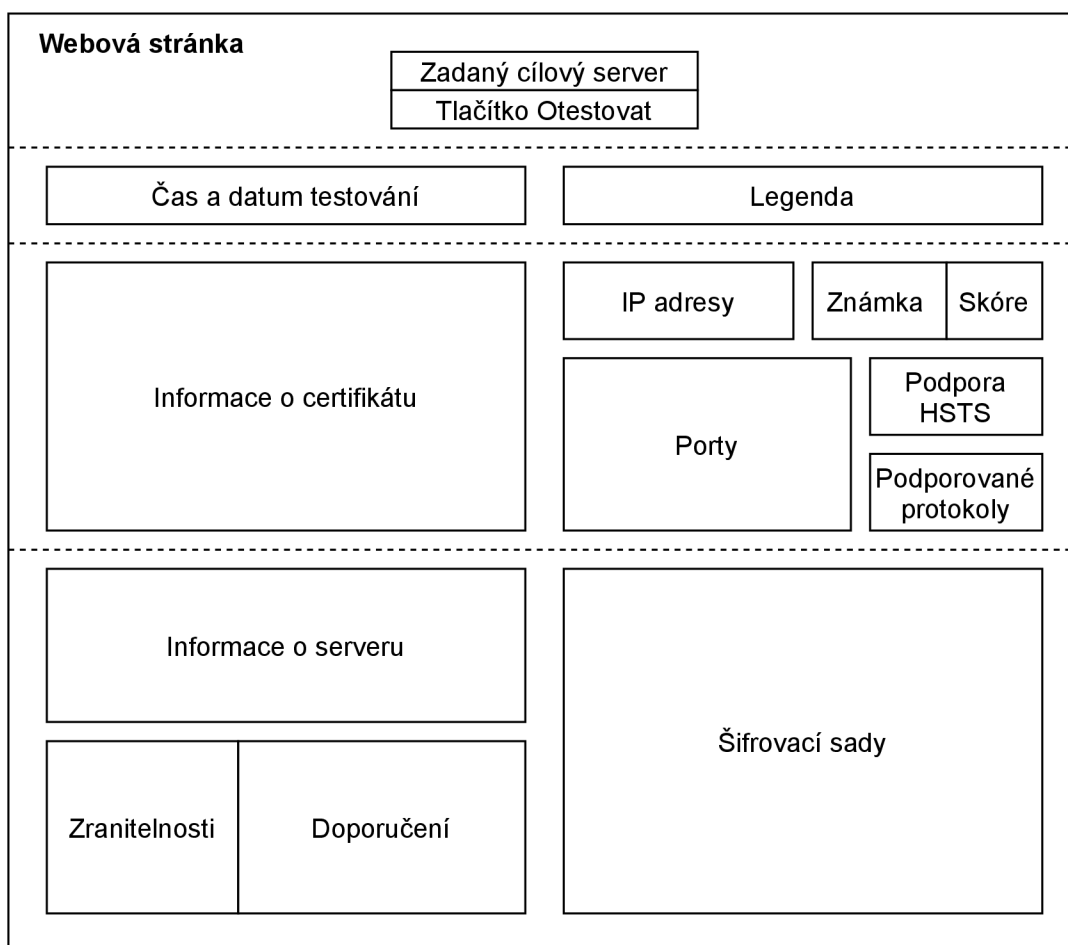 Webová stránka
Zadaný cílový server
Tlačítko Otestovat
Čas a datum testování
Legenda
Informace o certifikátu
IP adresy
Známka
Skóre
Porty
Podpora
HSTS
Podporované
protokoly
Informace o serveru
Šifrovací sady
Zranitelnosti
Doporučení